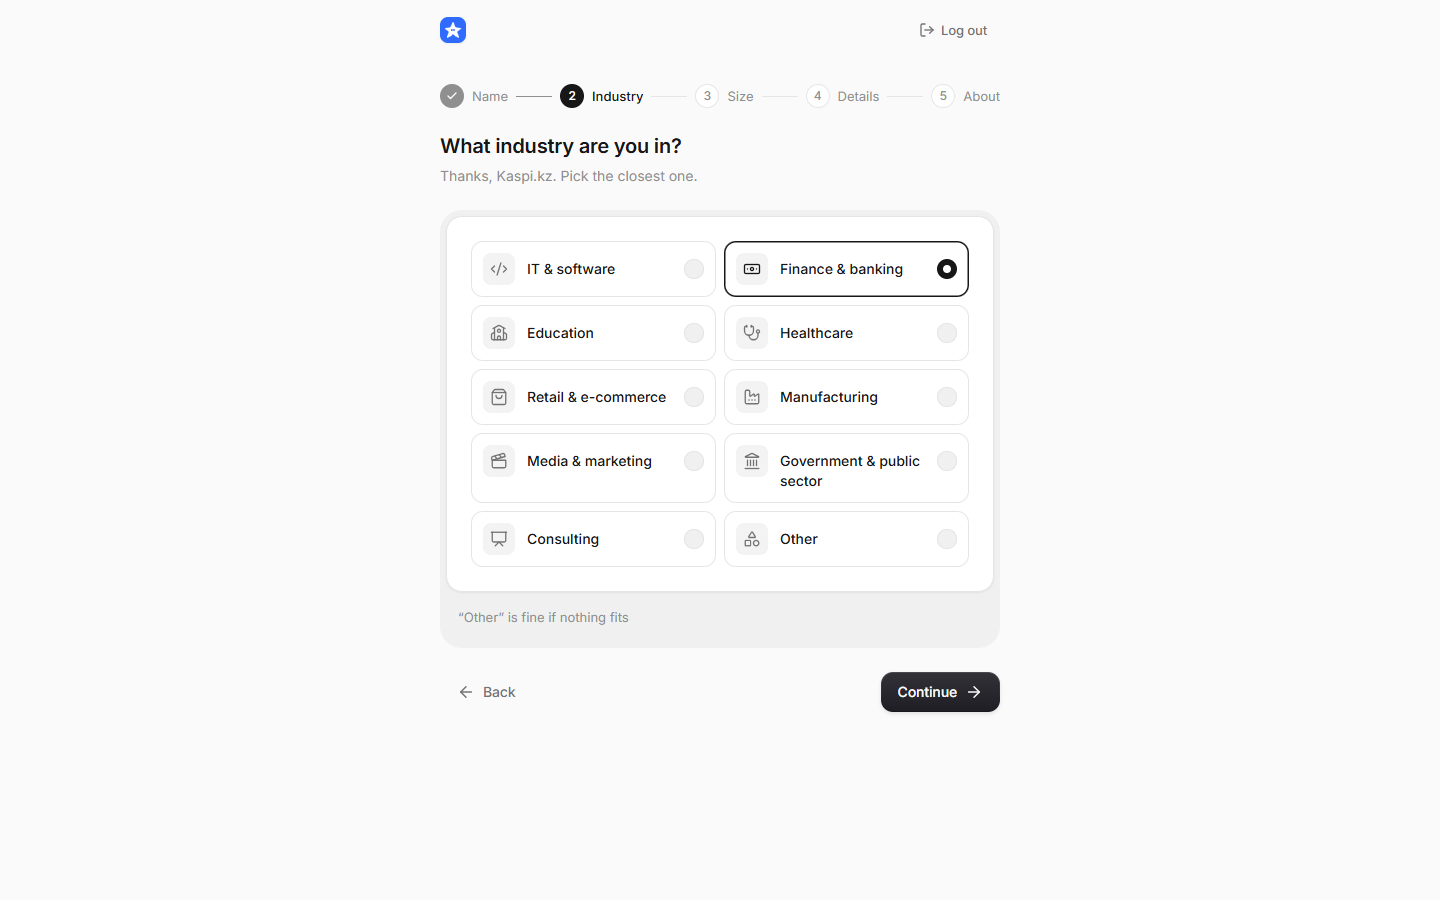 Log out
Name
2 Industry
3 Size
4 Details
5 About
What industry are you in?
Thanks, Kaspi.kz. Pick the closest one.
IT & software
Finance & banking
Education
Healthcare
Retail & e-commerce
Manufacturing
Media & marketing
Government & public
sector
Consulting
Other
“Other” is fine if nothing fits
Back
Continue